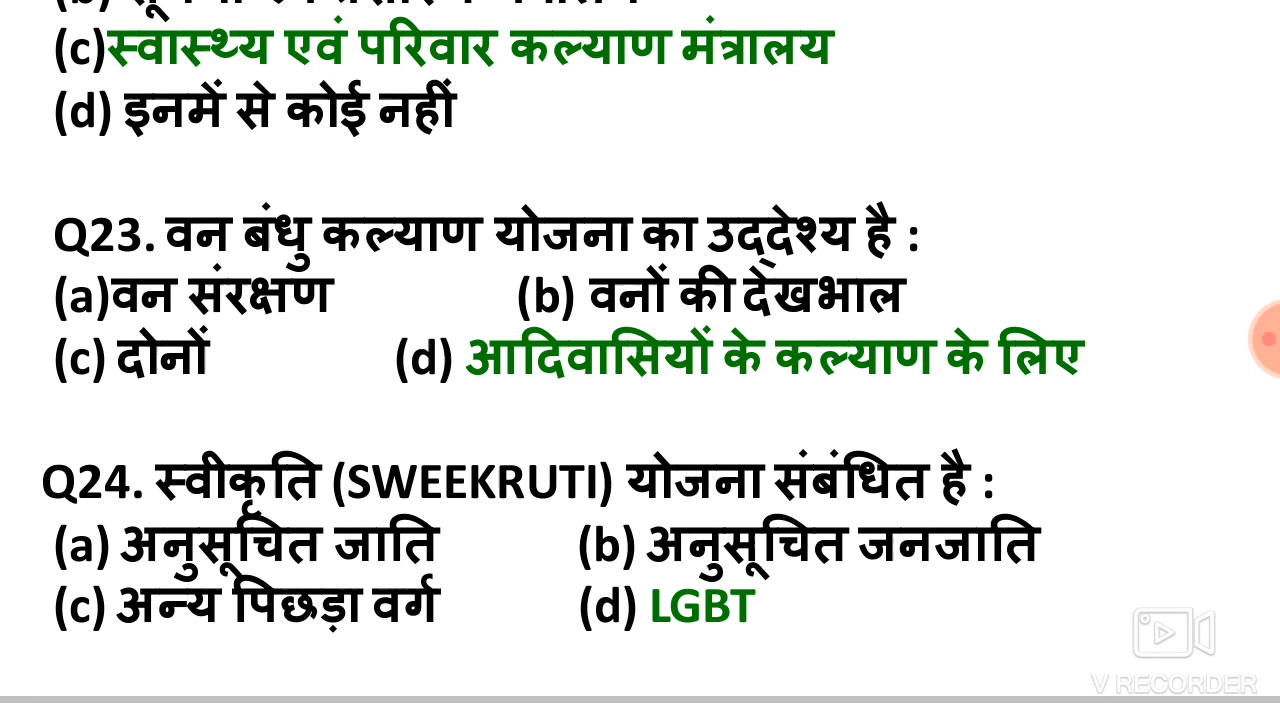 (c)स्वास्थ्य एवं परिवार कल्याण मंत्रालय
(d) इनमें से कोई नहीं
Q23. वन बंधु कल्याण योजना का उद्देश्य है :
(a)वन संरक्षण (b) वनों की देखभाल
(c) दोनों (d) आदिवासियों के कल्याण के लिए
Q24. स्वीकृति (SWEEKRUTI) योजना संबंधित है :
(a) अनुसूचित जाति (b) अनुसूचित जनजाति
(c) अन्य पिछड़ा वर्ग (d) LGBT
V RECORDER